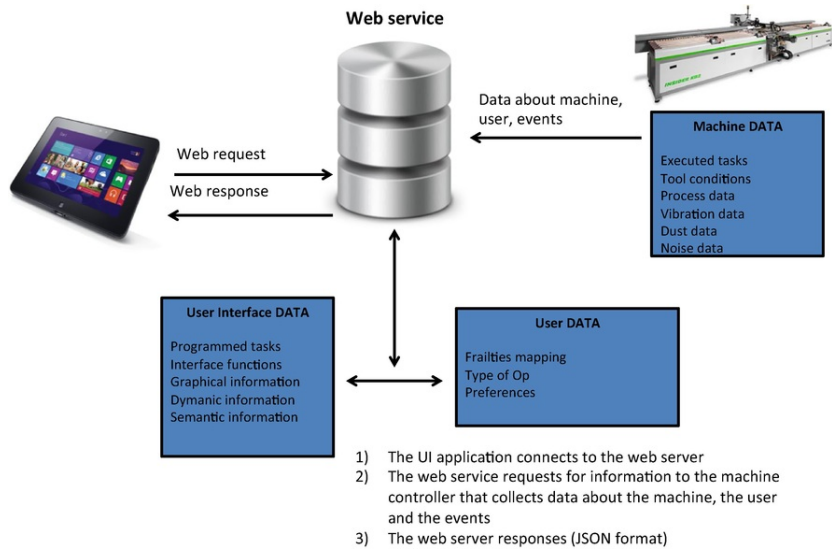 Web service
Data about machine,
user, events
Web request
Web response
Machine DATA
Executed tasks
Tool conditions
Process data
Vibration data
Dust data
Noise data
User Interface DATA
Programmed tasks
Interface functions
Graphical information
Dymanic information
Semantic information
User DATA
Frailties mapping
Type of Op
Preferences
1) The UI application connects to the web server
2) The web service requests for information to the machine
controller that collects data about the machine, the user
and the events
3) The web server responses (JSON format)